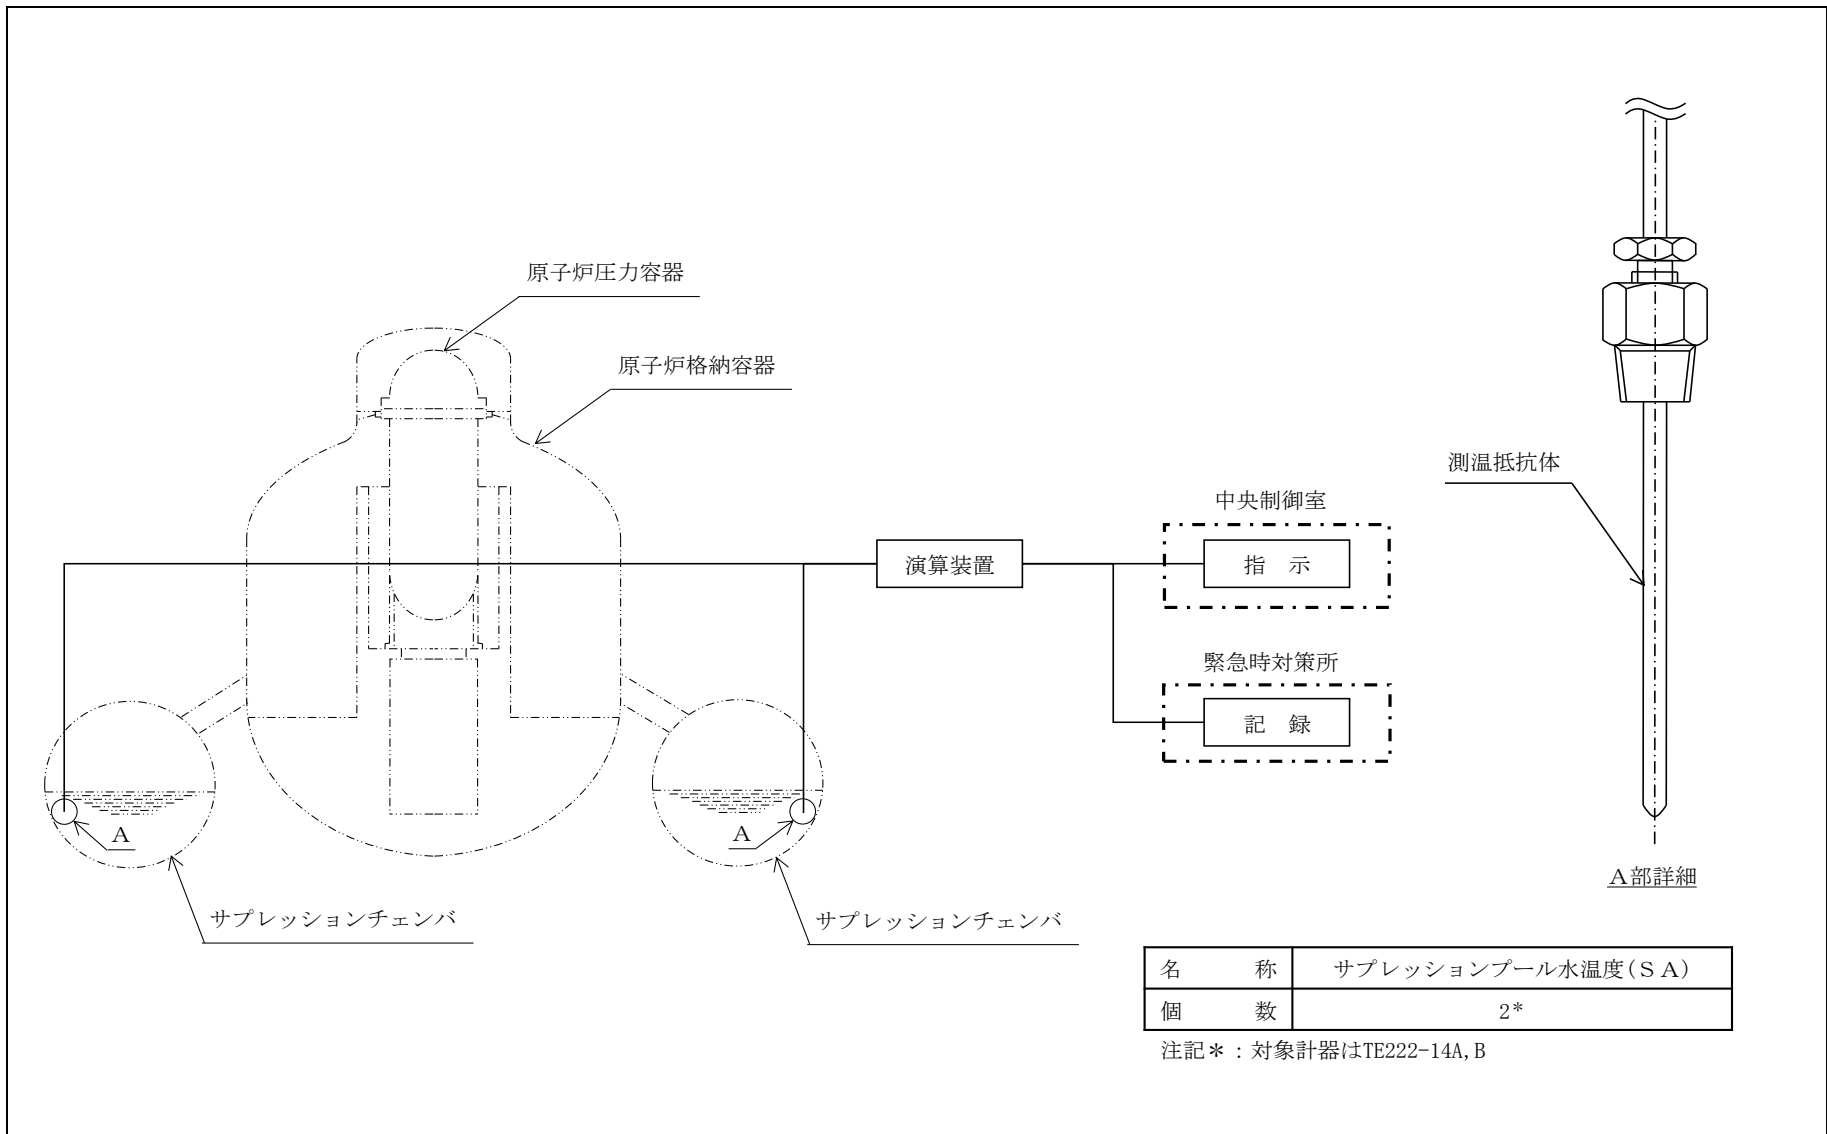 原子炉圧力容器
原子炉格納容器
測温抵抗体
中央制御室
演算装置
指　示
緊急時対策所
記　録
A
A
A部詳細
サプレッションチェンバ
サプレッションチェンバ
名　称　サプレッションプール水温度(SA)
個　数　2*
注記＊：対象計器はTE222-14A,B